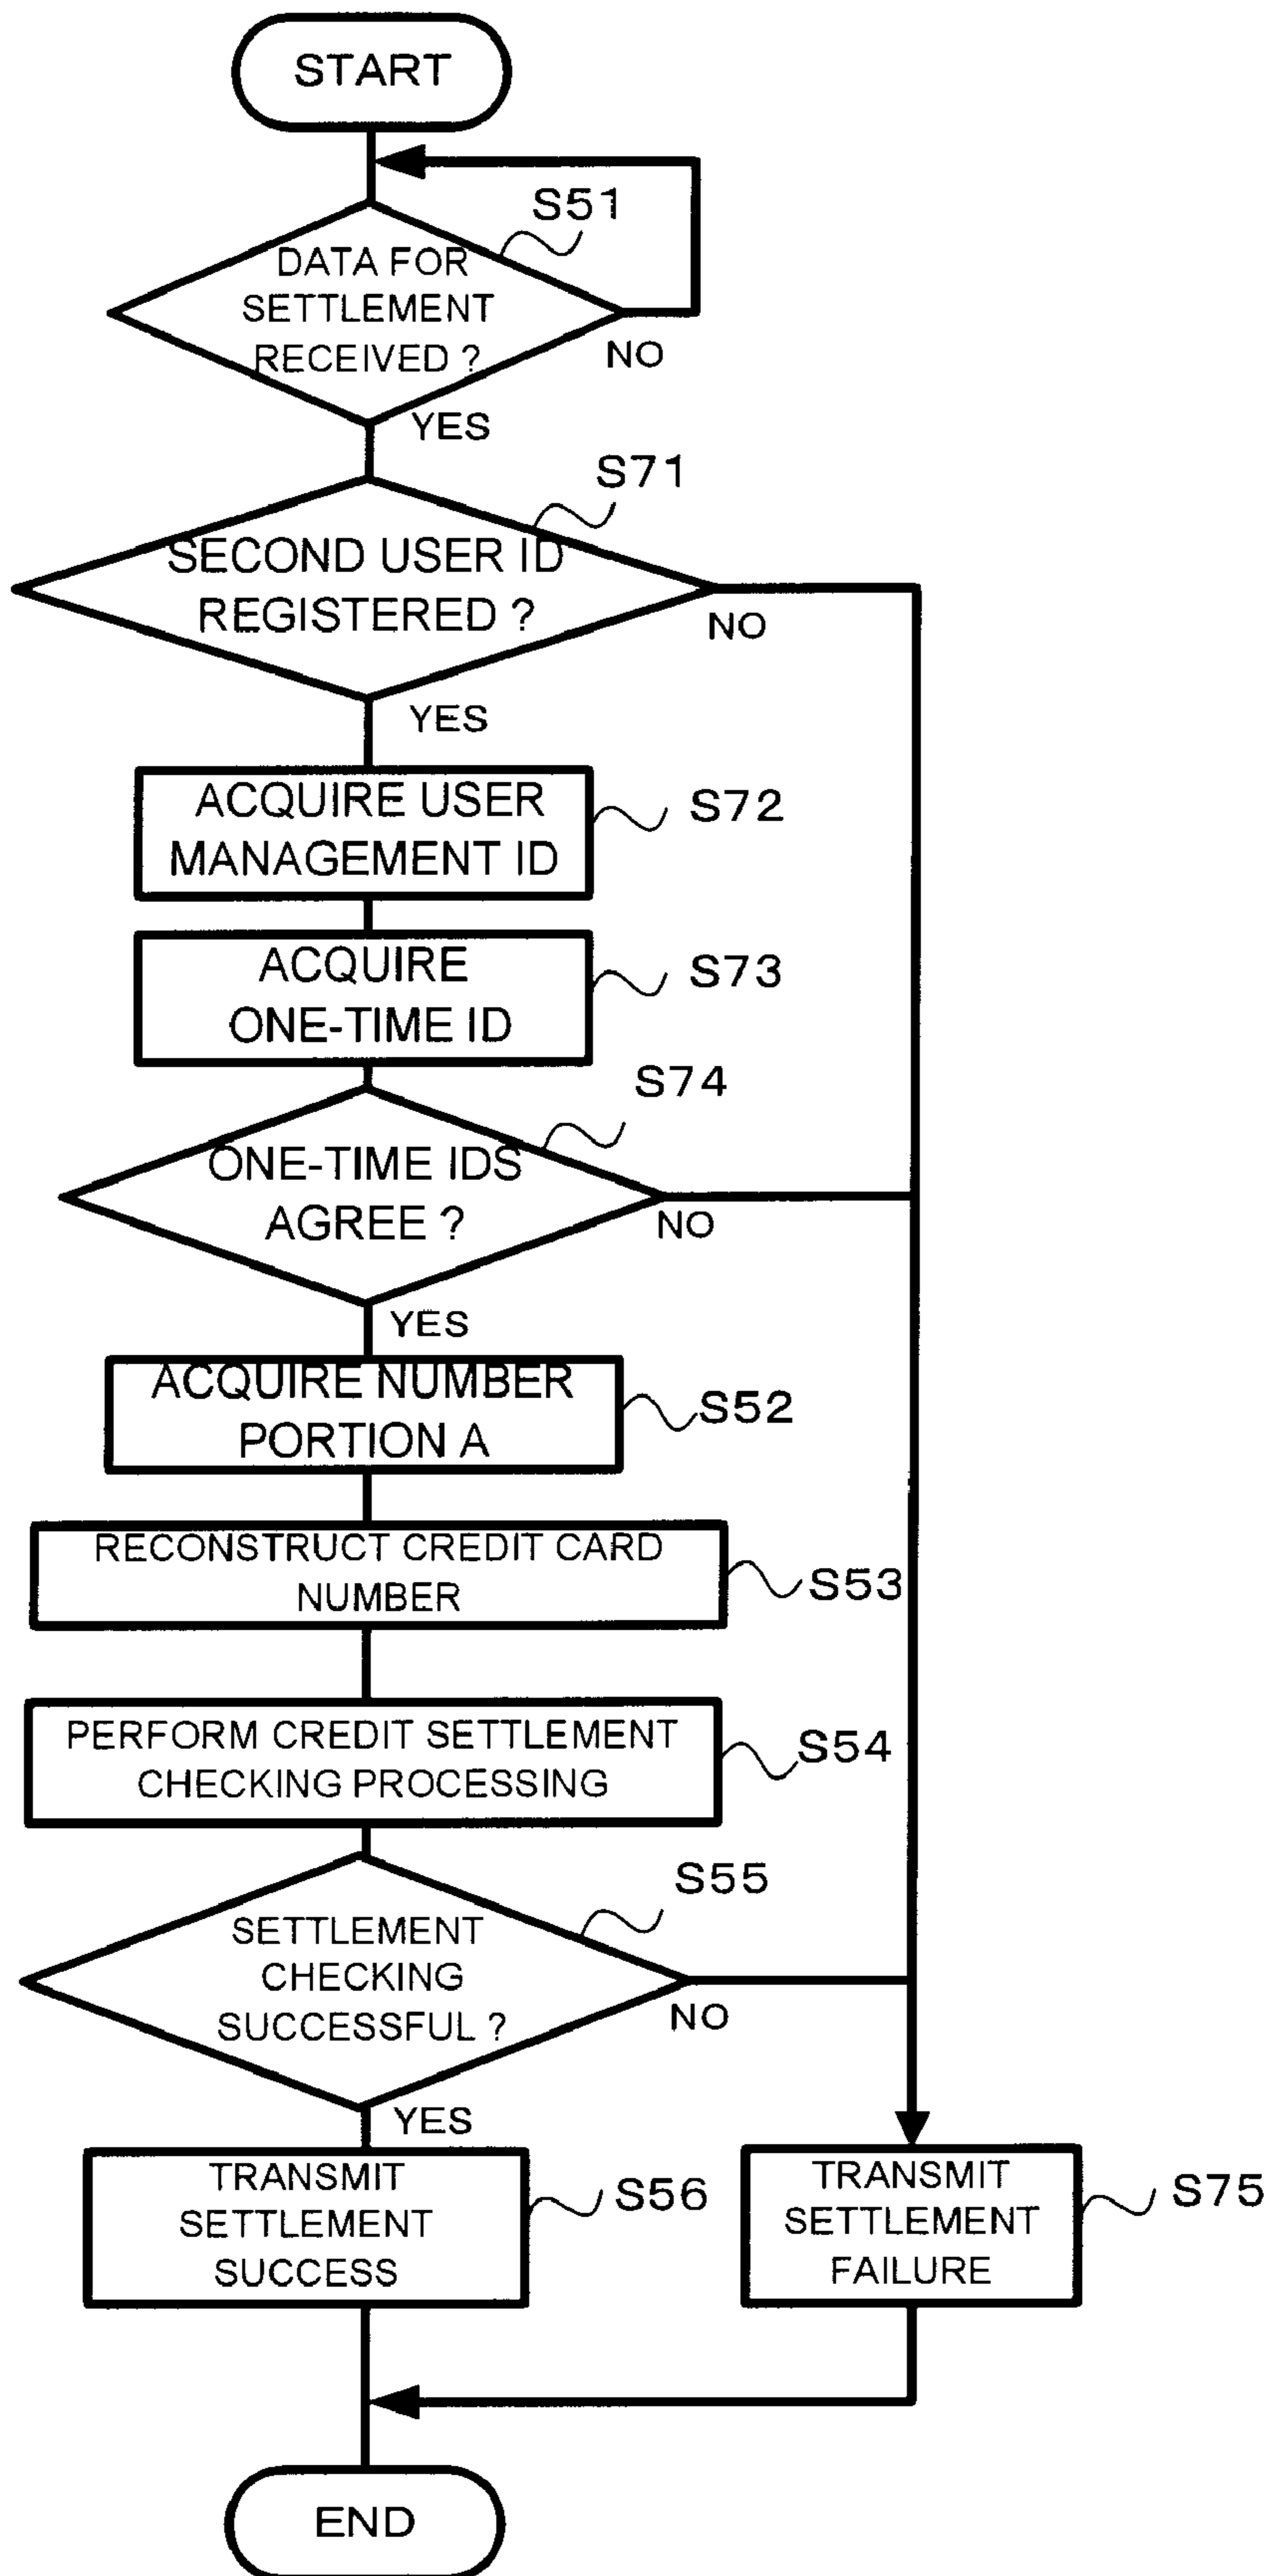 START
S51
DATA FOR
SETTLEMENT
RECEIVED ?
NO
YES
S71
SECOND USER ID
REGISTERED ?
NO
YES
ACQUIRE USER
MANAGEMENT ID
S72
ACQUIRE
ONE-TIME ID
S73
S74
ONE-TIME IDS
AGREE ?
NO
YES
ACQUIRE NUMBER
PORTION A
S52
RECONSTRUCT CREDIT CARD
NUMBER
S53
PERFORM CREDIT SETTLEMENT
CHECKING PROCESSING
S54
S55
SETTLEMENT
CHECKING
SUCCESSFUL ?
NO
YES
TRANSMIT
SETTLEMENT
SUCCESS
S56
TRANSMIT
SETTLEMENT
FAILURE
S75
END